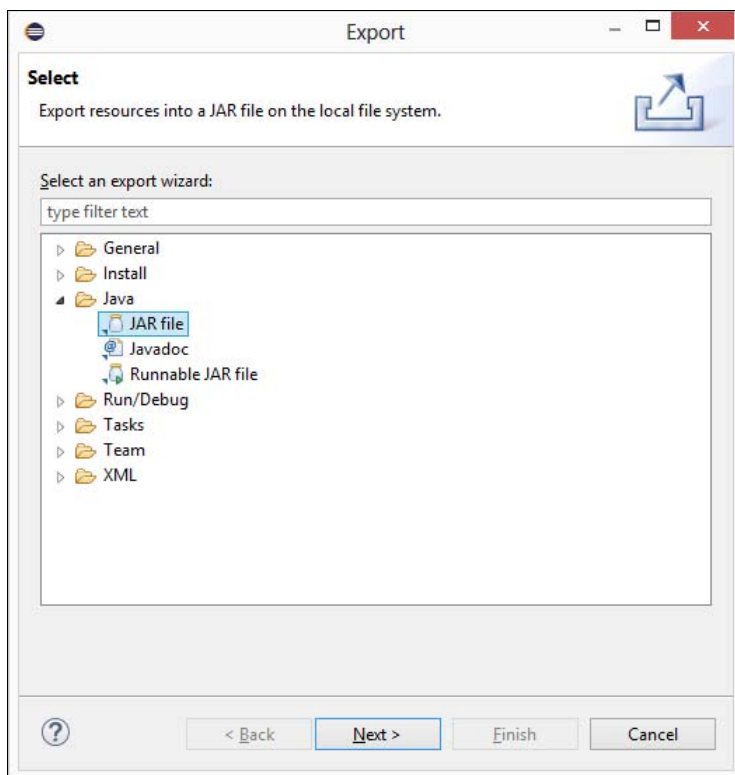 Export
Select
Export resources into a JAR file on the local file system.
Select an export wizard:
type filter text
General
Install
Java
JAR file
Javadoc
Runnable JAR file
Run/Debug
Tasks
Team
XML
? < Back Next > Finish Cancel